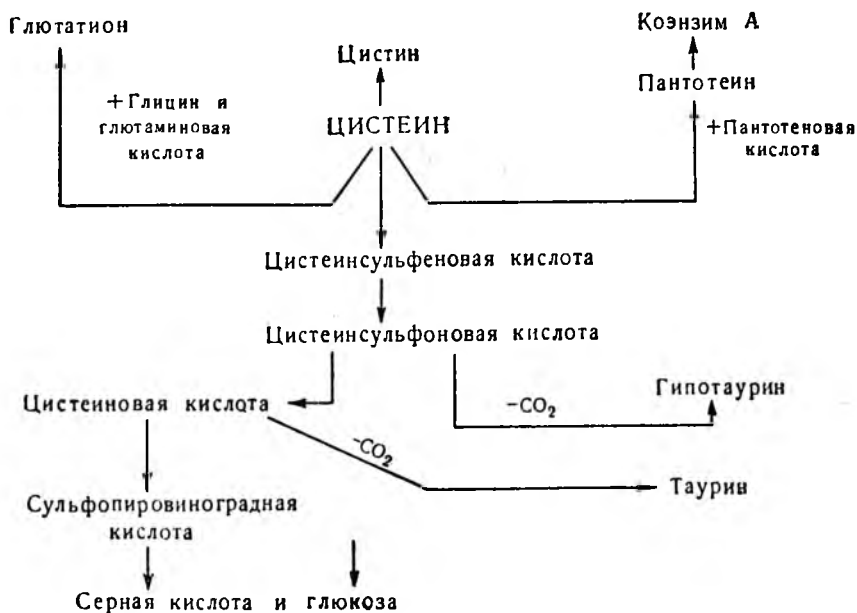 Глютатион
Коэнзим А
Цистин
Пантотеин
+Глицин и
глютаминовая
кислота
ЦИСТЕИН
+Пантотеновая
кислота
Цистеинсульфеновая кислота
Цистеинсульфоновая кислота
Гипотаурин
−CO₂
Цистеиновая кислота
−CO₂
Таурин
Сульфопировиноградная
кислота
Серная кислота и глюкоза